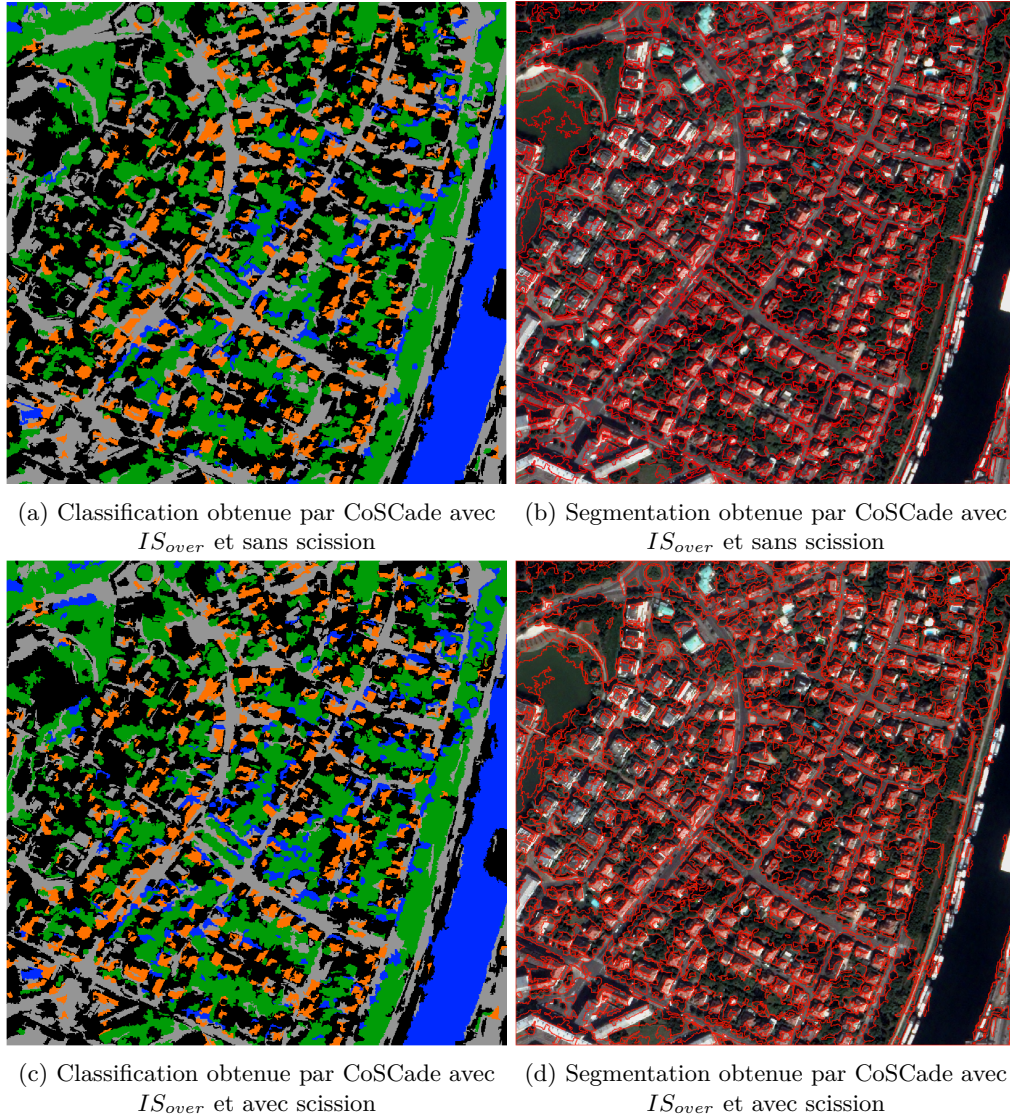 (a) Classification obtenue par CoSCade avec
IS_over et sans scission
(b) Segmentation obtenue par CoSCade avec
IS_over et sans scission
(c) Classification obtenue par CoSCade avec
IS_over et avec scission
(d) Segmentation obtenue par CoSCade avec
IS_over et avec scission